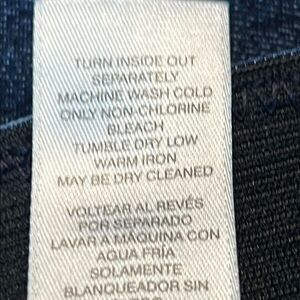 TURN INSIDE OUT
SEPARATELY
MACHINE WASH COLD
ONLY NON-CHLORINE
BLEACH
TUMBLE DRY LOW
WARM IRON
MAY BE DRY CLEANED
VOLTEAR AL REVÉS
POR SEPARADO
LAVAR A MÁQUINA CON
AGUA FRÍA
SOLAMENTE
BLANQUEADOR SIN